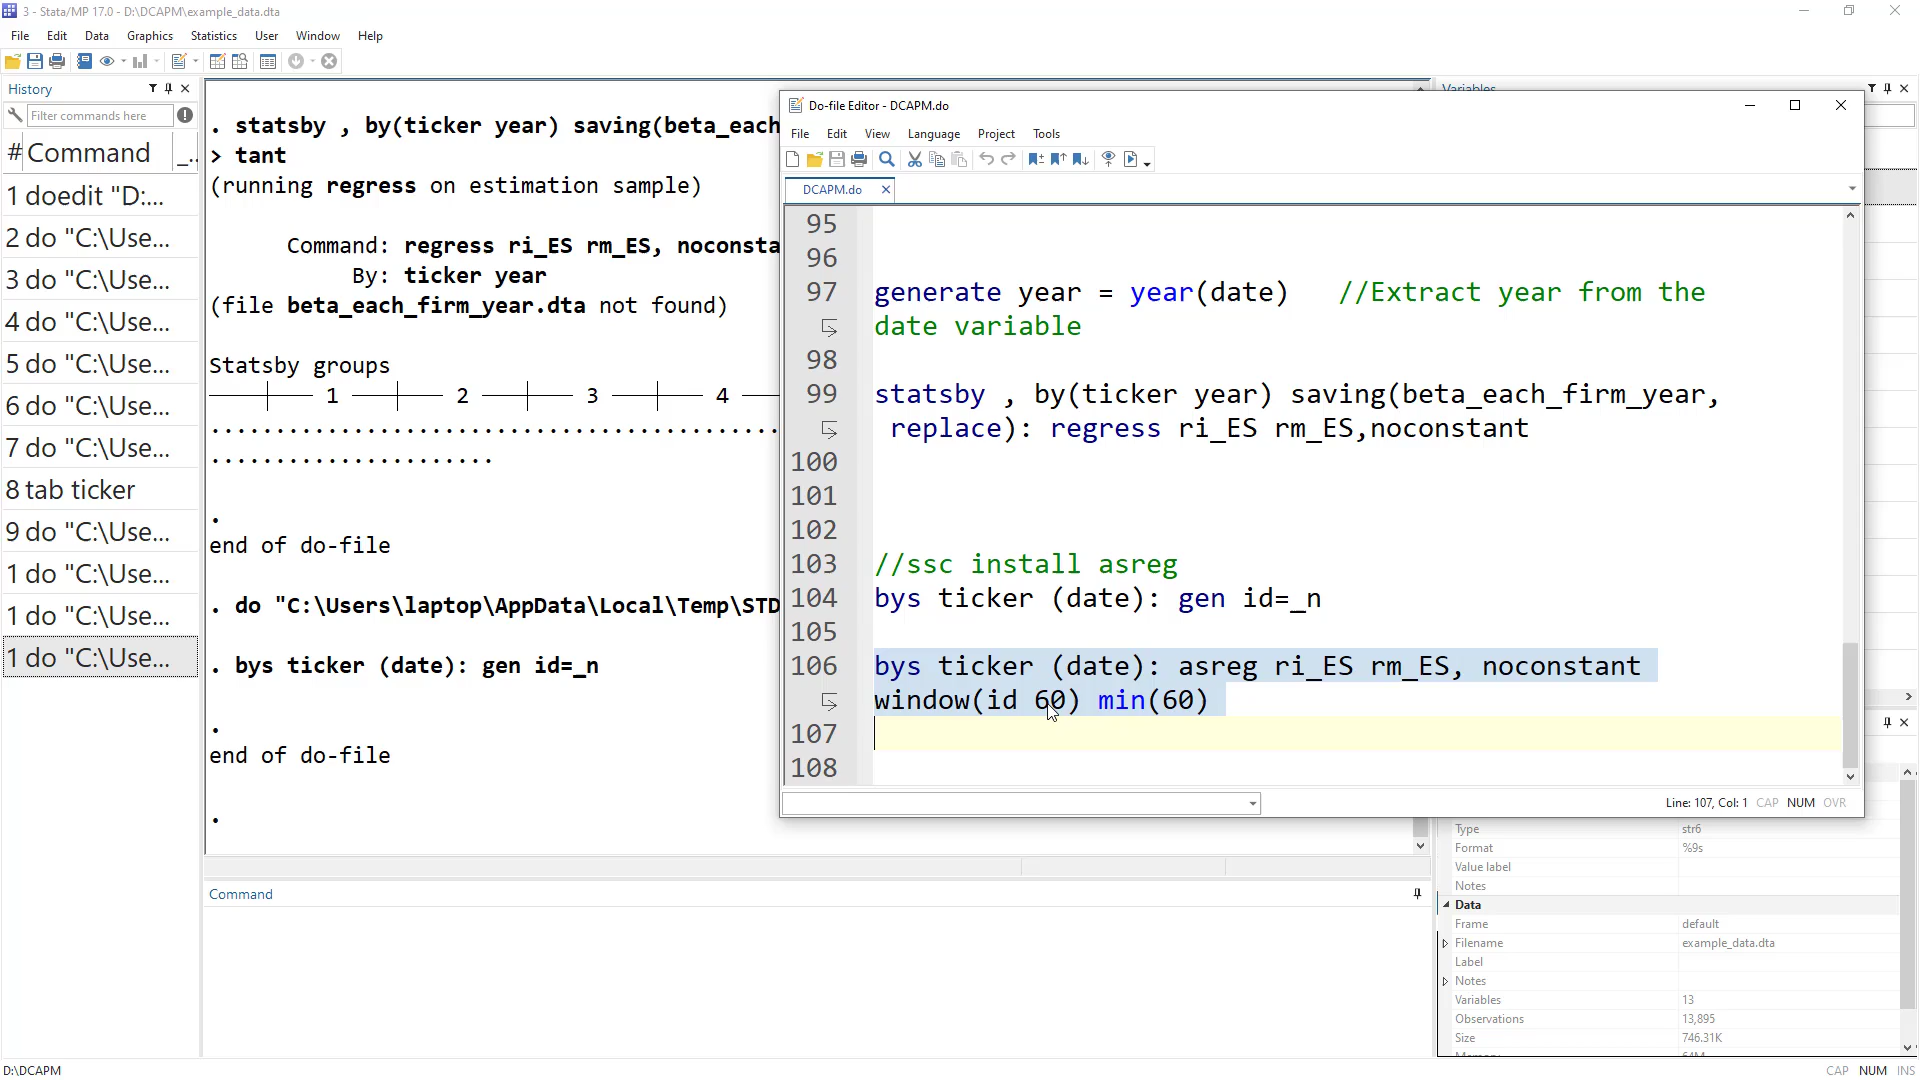 3 - Stata/MP 17.0 - D:\DCAPM\example_data.dta
File Edit Data Graphics Statistics User Window Help
History
Filter commands here
# Command _...
1 doedit "D:...
2 do "C:\Use...
3 do "C:\Use...
4 do "C:\Use...
5 do "C:\Use...
6 do "C:\Use...
7 do "C:\Use...
8 tab ticker
9 do "C:\Use...
1 do "C:\Use...
1 do "C:\Use...
1 do "C:\Use...
. statsby , by(ticker year) saving(beta_each
> tant
(running regress on estimation sample)
Command: regress ri_ES rm_ES, noconsta
By: ticker year
(file beta_each_firm_year.dta not found)
Statsby groups
1 2 3 4
..................................................
......................
.
end of do-file
. do "C:\Users\laptop\AppData\Local\Temp\STD
. bys ticker (date): gen id=_n
.
end of do-file
.
Command
Variables
Do-file Editor - DCAPM.do
File Edit View Language Project Tools
DCAPM.do
95
96
97 generate year = year(date) //Extract year from the
date variable
98
99 statsby , by(ticker year) saving(beta_each_firm_year,
replace): regress ri_ES rm_ES,noconstant
100
101
102
103 //ssc install asreg
104 bys ticker (date): gen id=_n
105
106 bys ticker (date): asreg ri_ES rm_ES, noconstant
window(id 60) min(60)
107
108
Line: 107, Col: 1 CAP NUM OVR
Type str6
Format %9s
Value label
Notes
Data
Frame default
Filename example_data.dta
Label
Notes
Variables 13
Observations 13,895
Size 746.31K
D:\DCAPM
CAP NUM INS